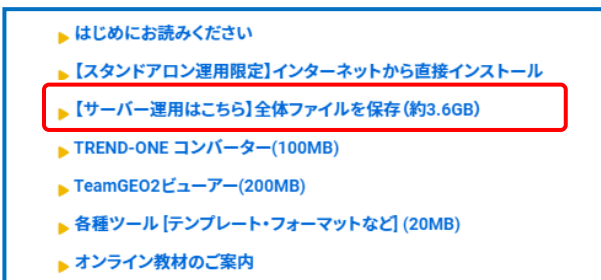 はじめにお読みください
【スタンドアロン運用限定】インターネットから直接インストール
【サーバー運用はこちら】全体ファイルを保存(約3.6GB)
TREND-ONE コンバーター(100MB)
TeamGEO2ビューアー(200MB)
各種ツール [テンプレート・フォーマットなど] (20MB)
オンライン教材のご案内